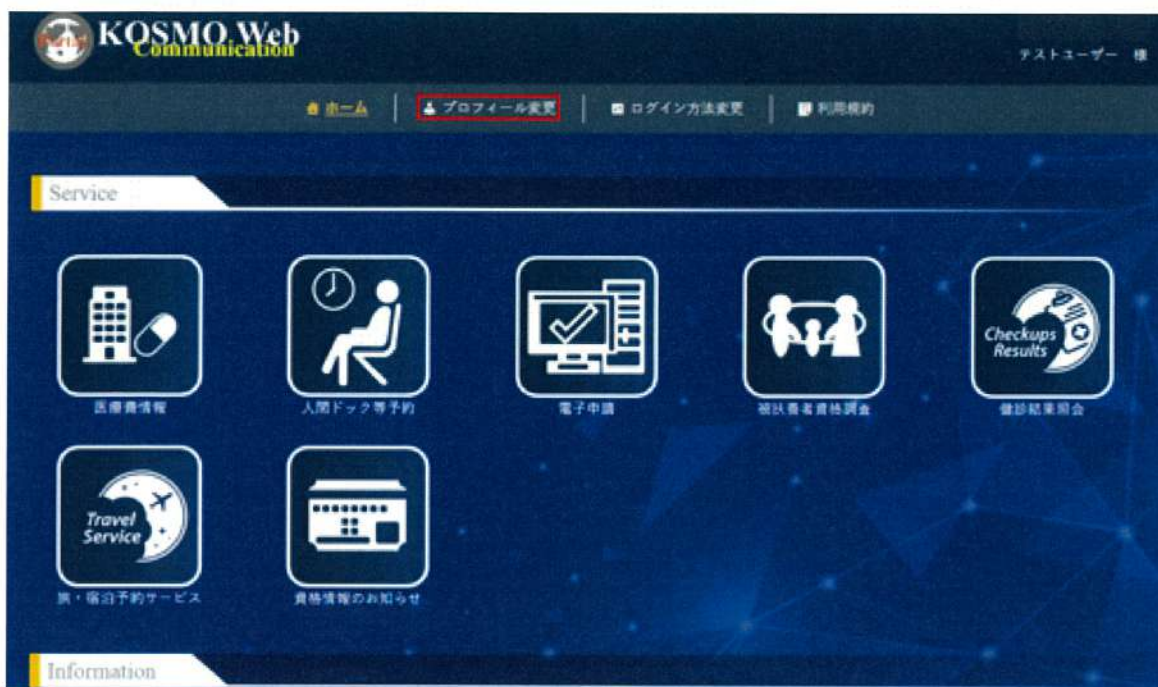 Portal
KOSMO Web
Communication
テストユーザー 様
ホーム
プロフィール変更
ログイン方法変更
利用規約
Service
医療費情報
人間ドック等予約
電子申請
被扶養者資格調査
Checkups
Results
健診結果照会
Travel
Service
旅・宿泊予約サービス
資格情報のお知らせ
Information